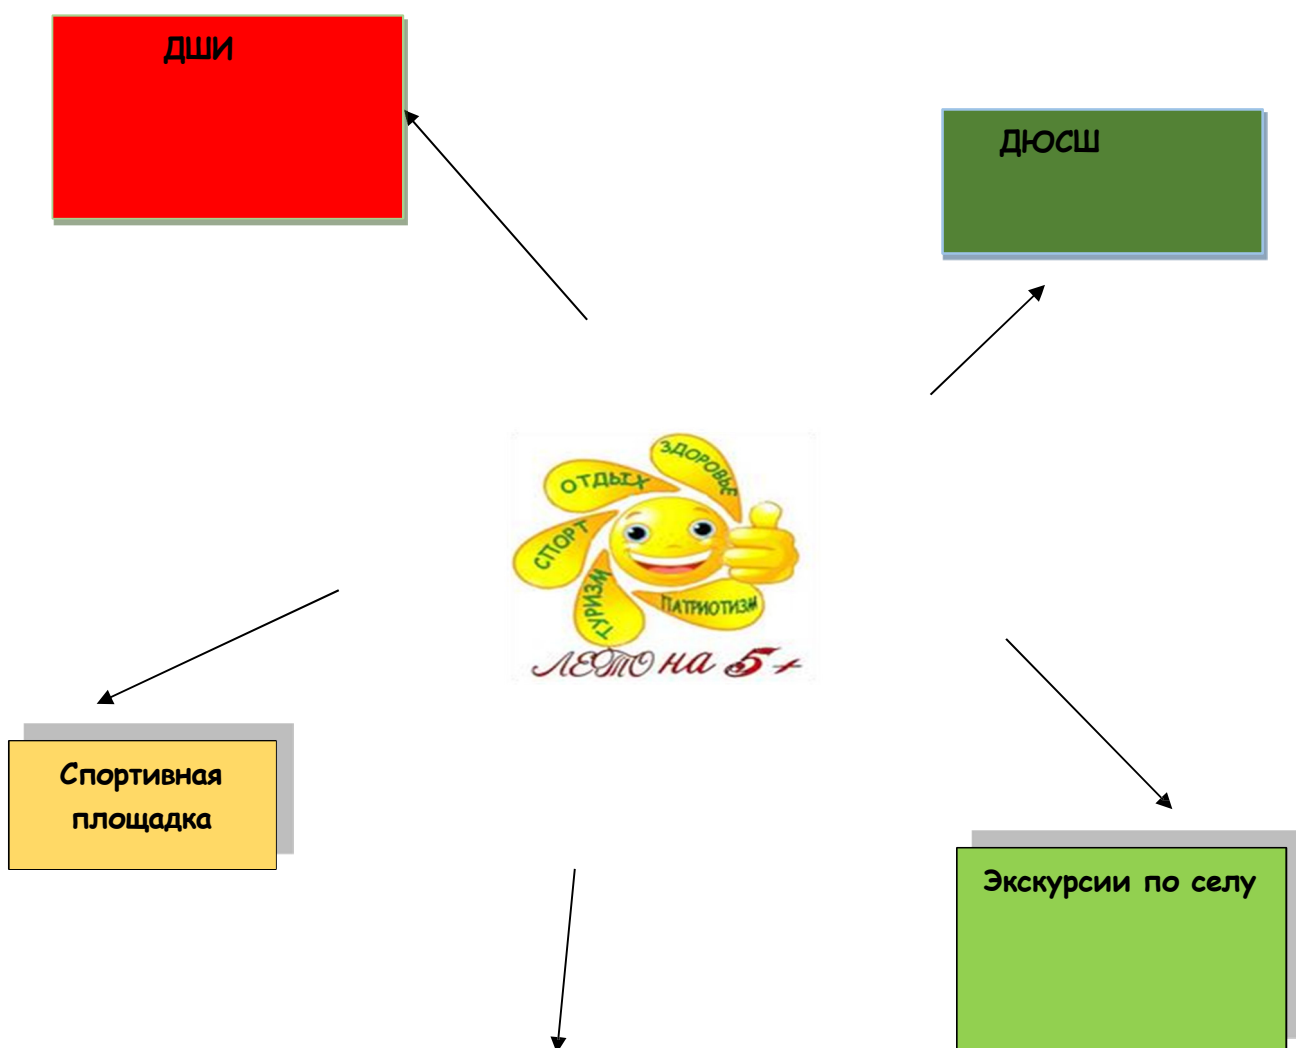 ДШИ
ДЮСШ
ЗДОРОВЬЕ
ОТДЫХ
СПОРТ
ТУРИЗМ
ПАТРИОТИЗМ
ЛЕТО на 5+
Спортивная
площадка
Экскурсии по селу